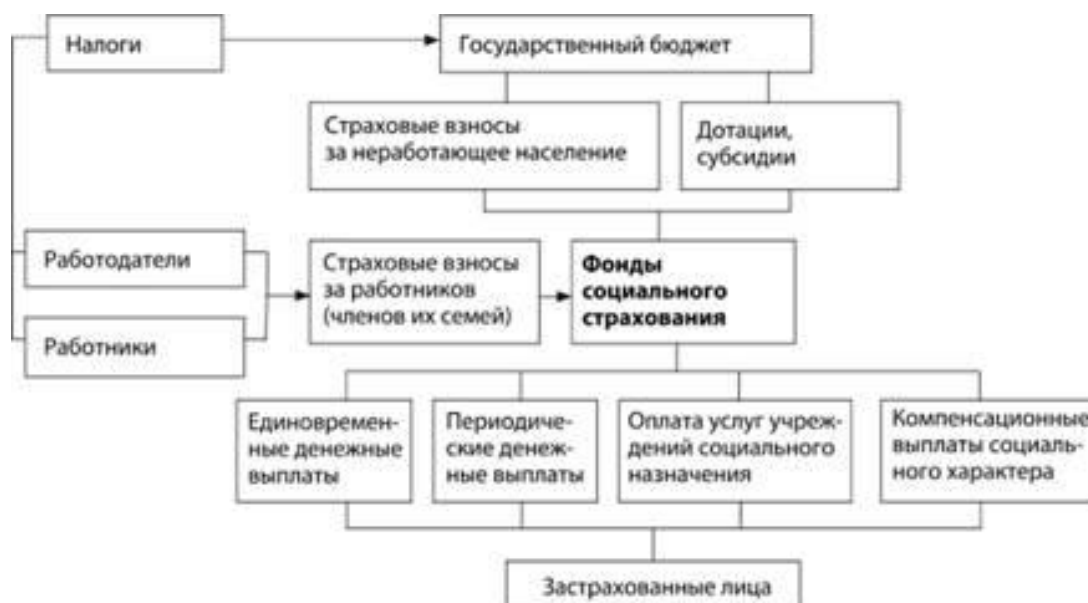 Налоги
Государственный бюджет
Страховые взносы
за неработающее население
Дотации,
субсидии
Работодатели
Работники
Страховые взносы
за работников
(членов их семей)
Фонды
социального
страхования
Единовремен-
ные денежные
выплаты
Периодиче-
ские денеж-
ные выплаты
Оплата услуг учреж-
дений социального
назначения
Компенсационные
выплаты социаль-
ного характера
Застрахованные лица